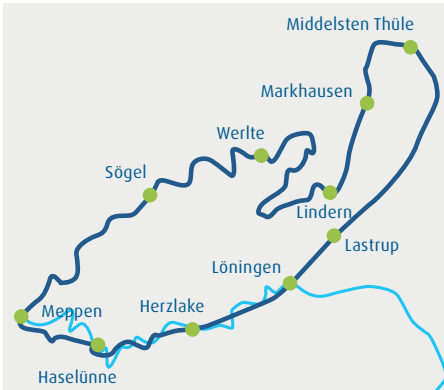 Middelsten Thüle
Markhausen
Werlte
Sögel
Lindern
Lastrup
Löningen
Meppen
Herzlake
Haselünne